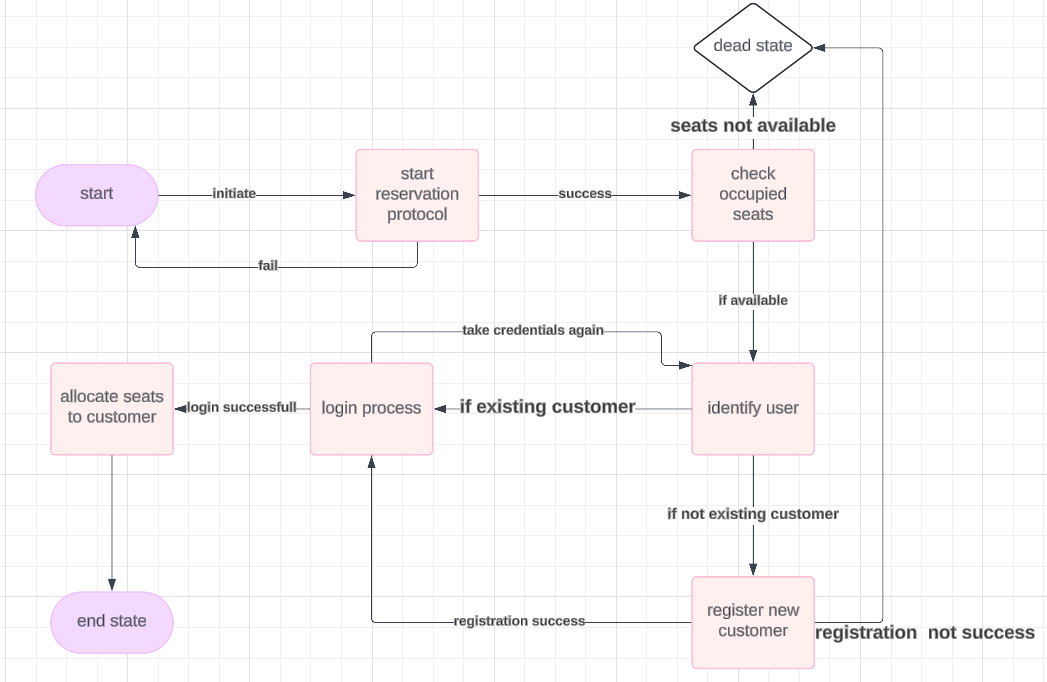 dead state
seats not available
start
initiate
start
reservation
protocol
success
check
occupied
seats
fail
if available
take credentials again
allocate seats
to customer
login successfull
login process
if existing customer
identify user
if not existing customer
end state
registration success
register new
customer
registration  not success